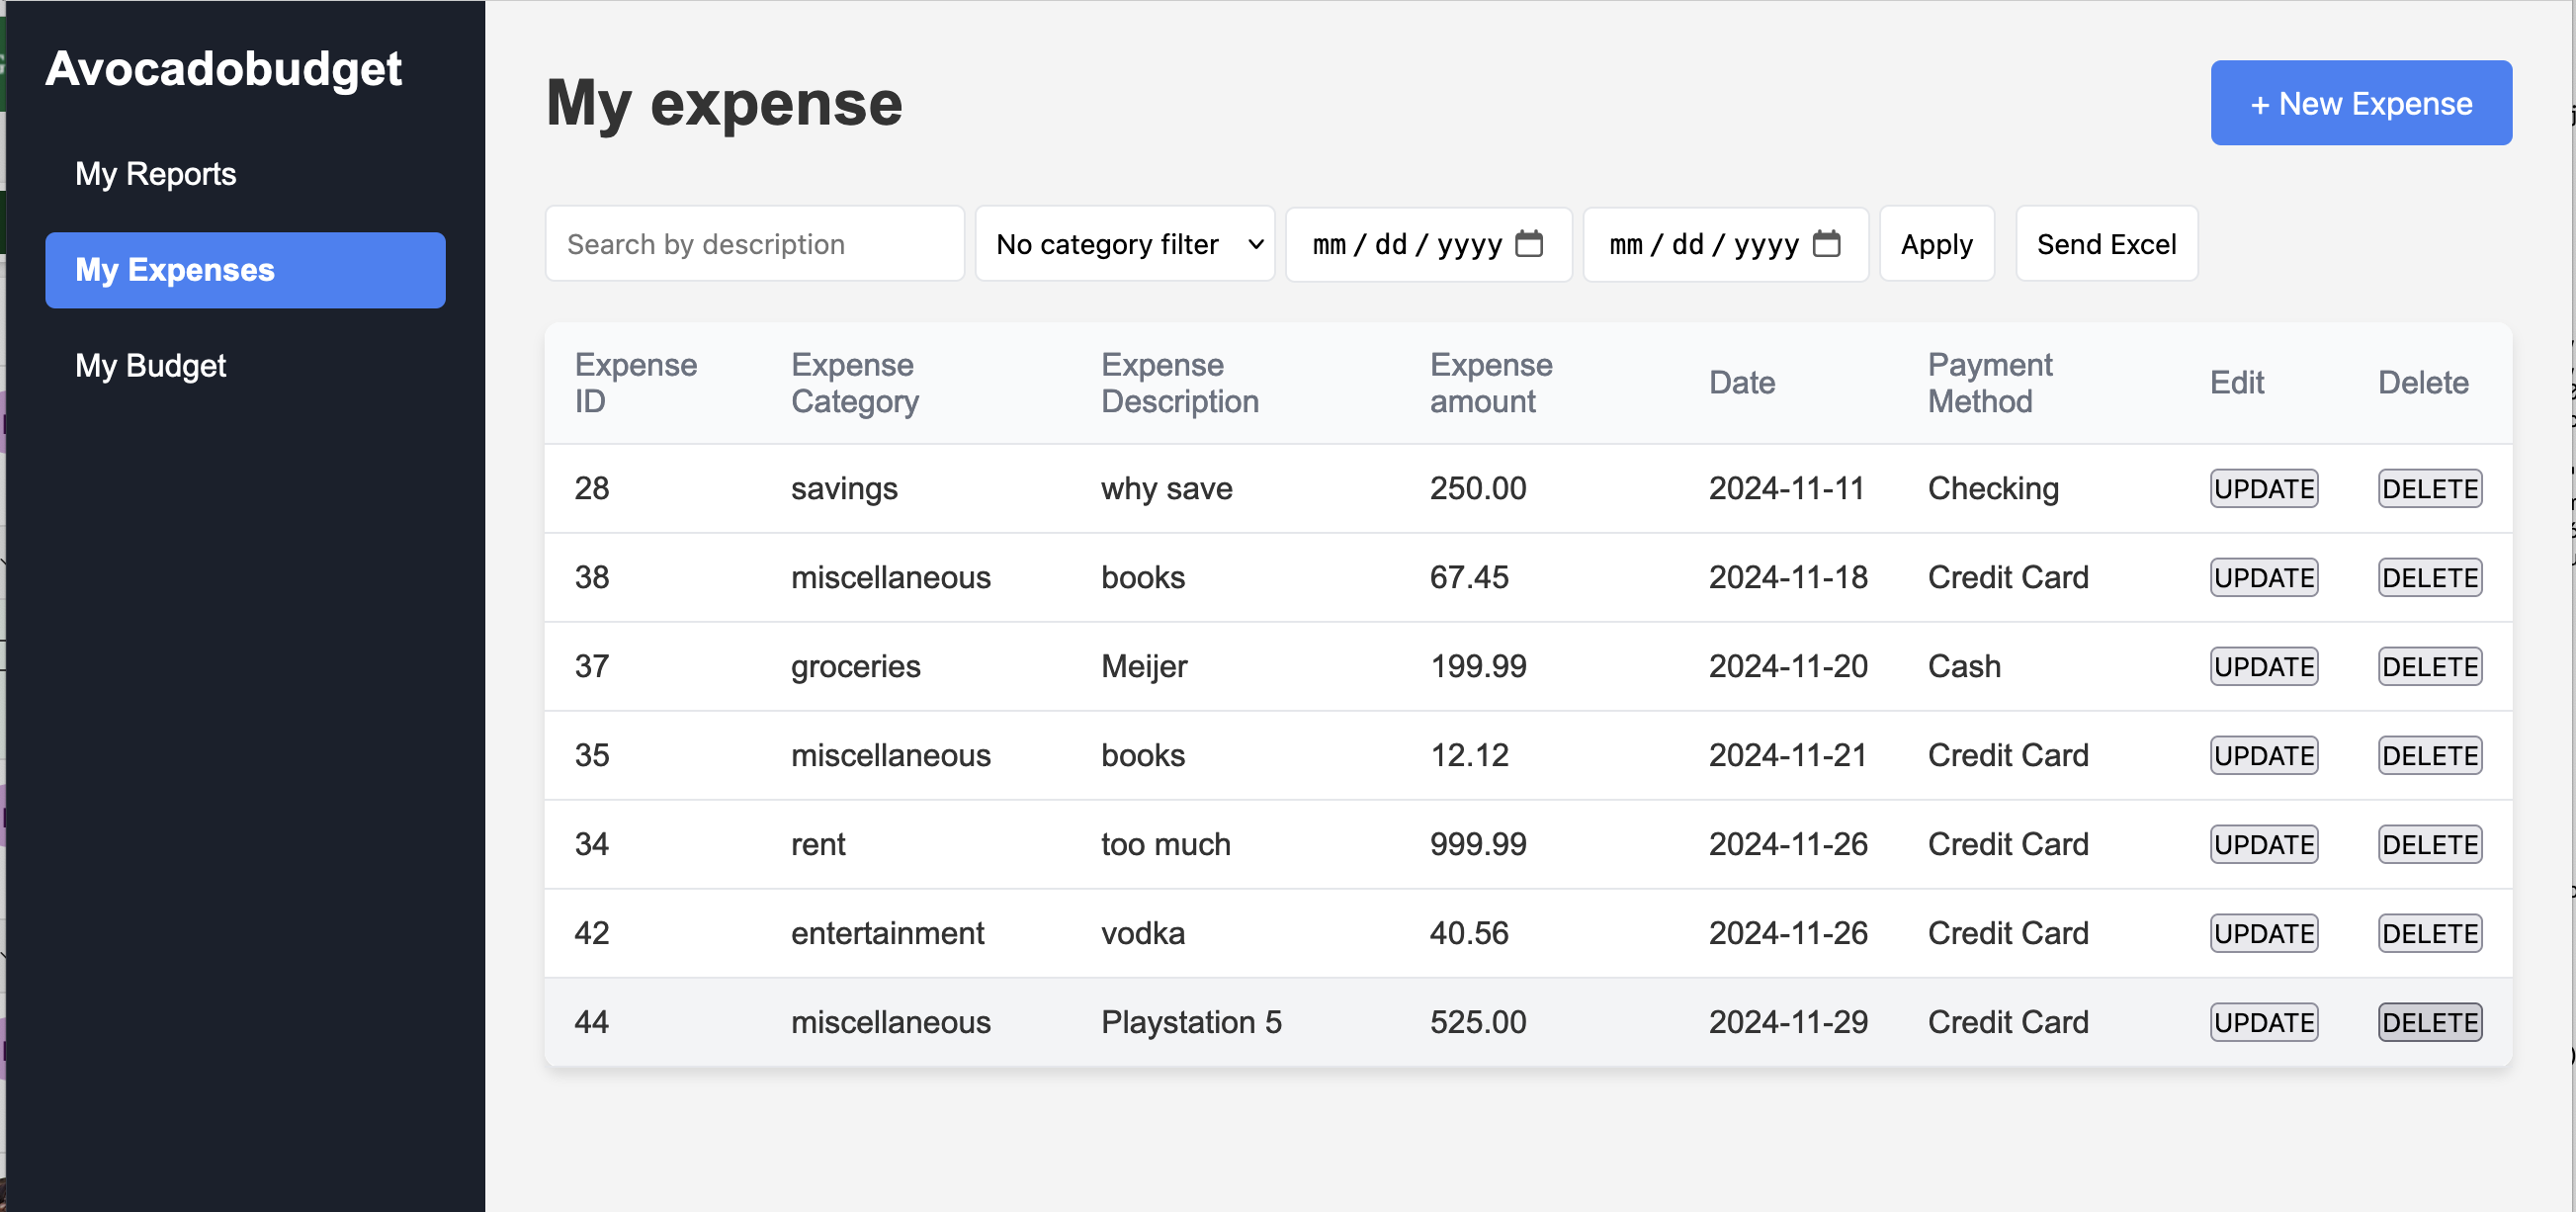 Avocadobudget
My Reports
My Expenses
My Budget
My expense
+ New Expense
Search by description No category filter mm / dd / yyyy mm / dd / yyyy Apply Send Excel
Expense ID Expense Category Expense Description Expense amount Date Payment Method Edit Delete
28 savings why save 250.00 2024-11-11 Checking UPDATE DELETE
38 miscellaneous books 67.45 2024-11-18 Credit Card UPDATE DELETE
37 groceries Meijer 199.99 2024-11-20 Cash UPDATE DELETE
35 miscellaneous books 12.12 2024-11-21 Credit Card UPDATE DELETE
34 rent too much 999.99 2024-11-26 Credit Card UPDATE DELETE
42 entertainment vodka 40.56 2024-11-26 Credit Card UPDATE DELETE
44 miscellaneous Playstation 5 525.00 2024-11-29 Credit Card UPDATE DELETE